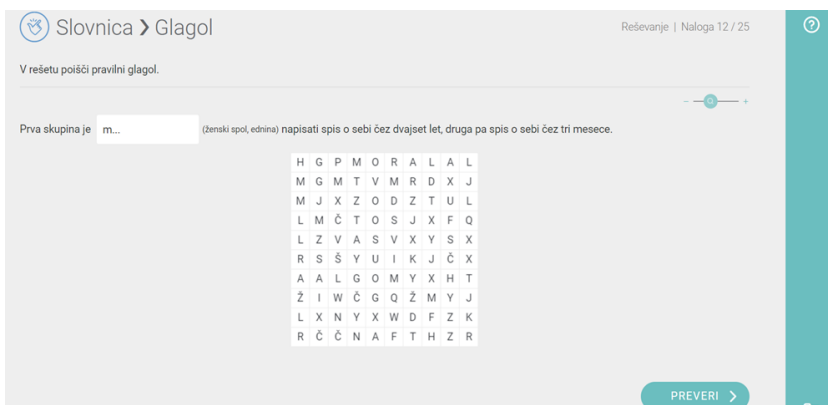 Slovnica > Glagol
Reševanje | Naloga 12 / 25
V rešetu poišči pravilni glagol.
Prva skupina je m... (ženski spol, ednina) napisati spis o sebi čez dvajset let, druga pa spis o sebi čez tri mesece.
H G P M O R A L A L
M G M T V M R D X J
M J X Z O D Z T U L
L M Č T O S J X F Q
L Z V A S V X Y S X
R S Š Y U I K J Č X
A A L G O M Y X H T
Ž I W Č G Q Ž M Y J
L X N Y X W D F Z K
R Č Č N A F T H Z R
PREVERI >